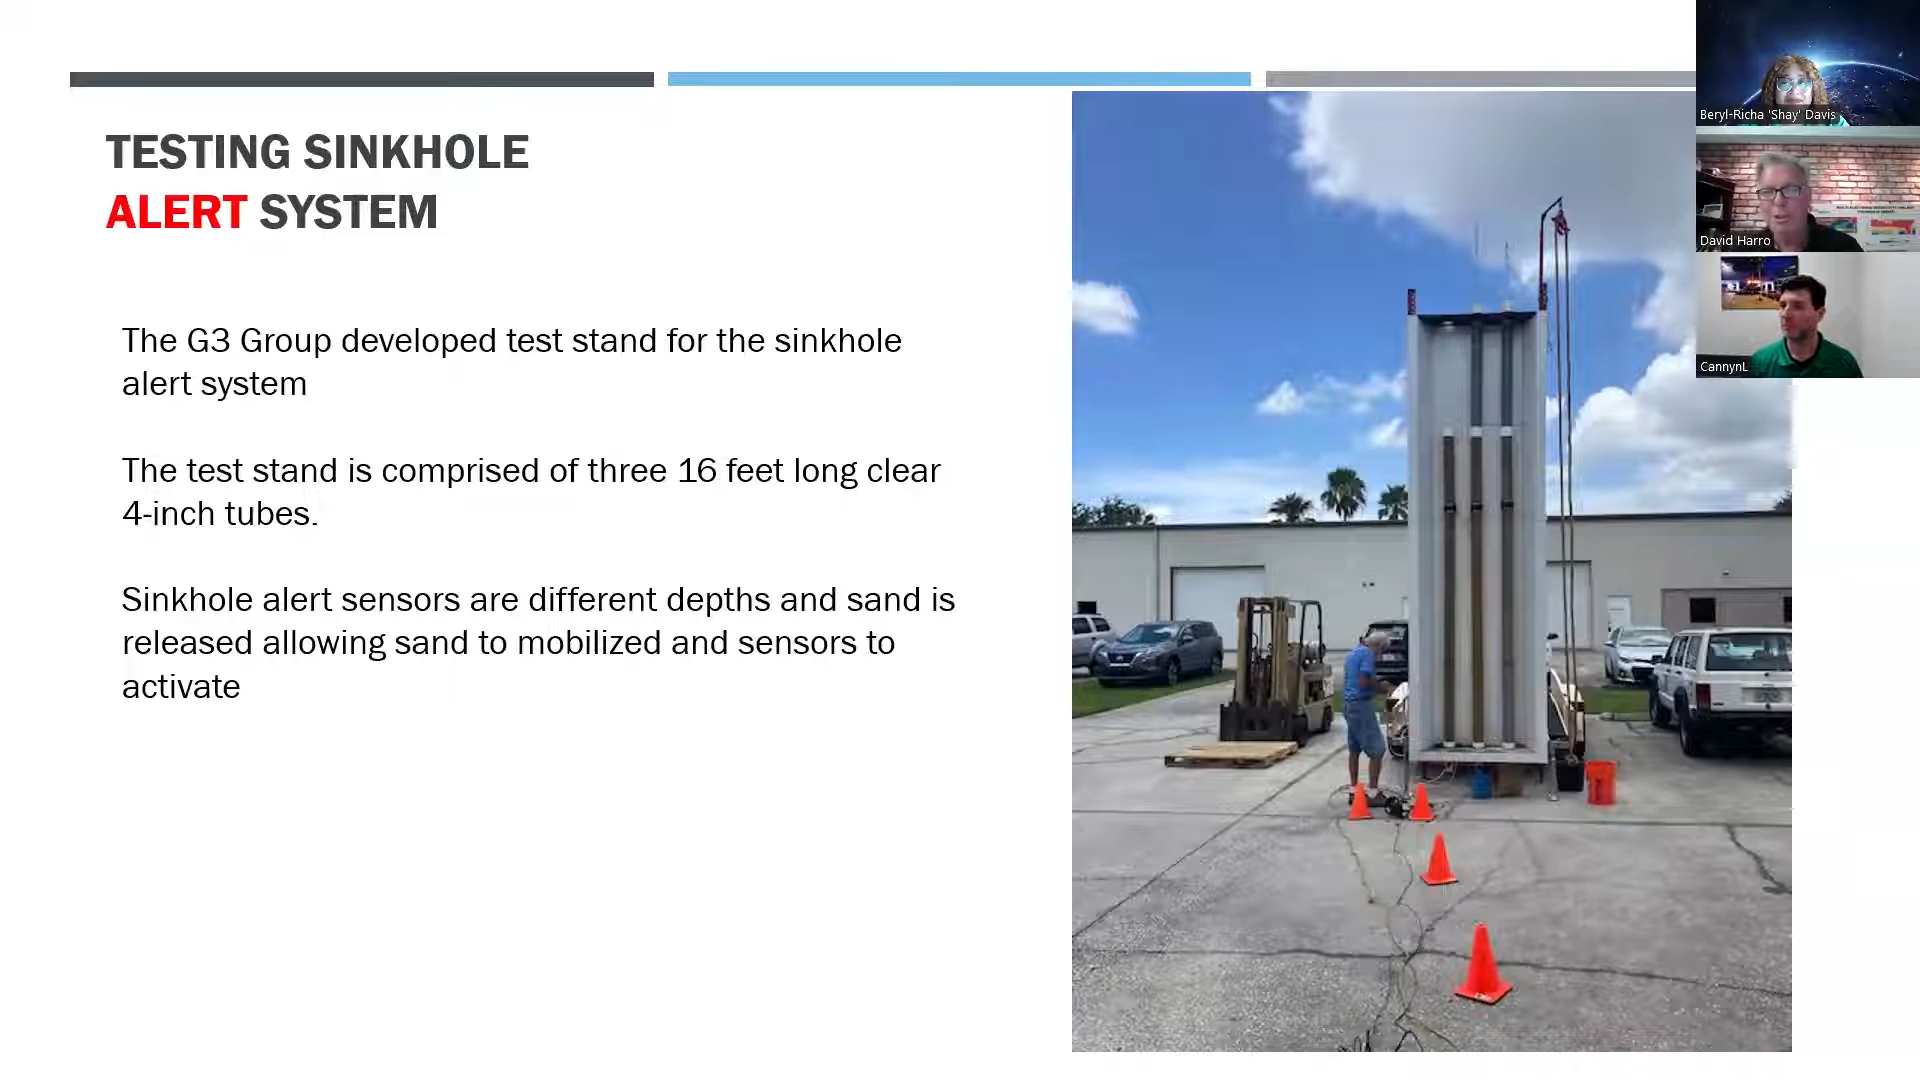 TESTING SINKHOLE
ALERT SYSTEM
The G3 Group developed test stand for the sinkhole
alert system
The test stand is comprised of three 16 feet long clear
4-inch tubes.
Sinkhole alert sensors are different depths and sand is
released allowing sand to mobilized and sensors to
activate
Beryl-Richa 'Shay' Davis
David Harro
CannynL